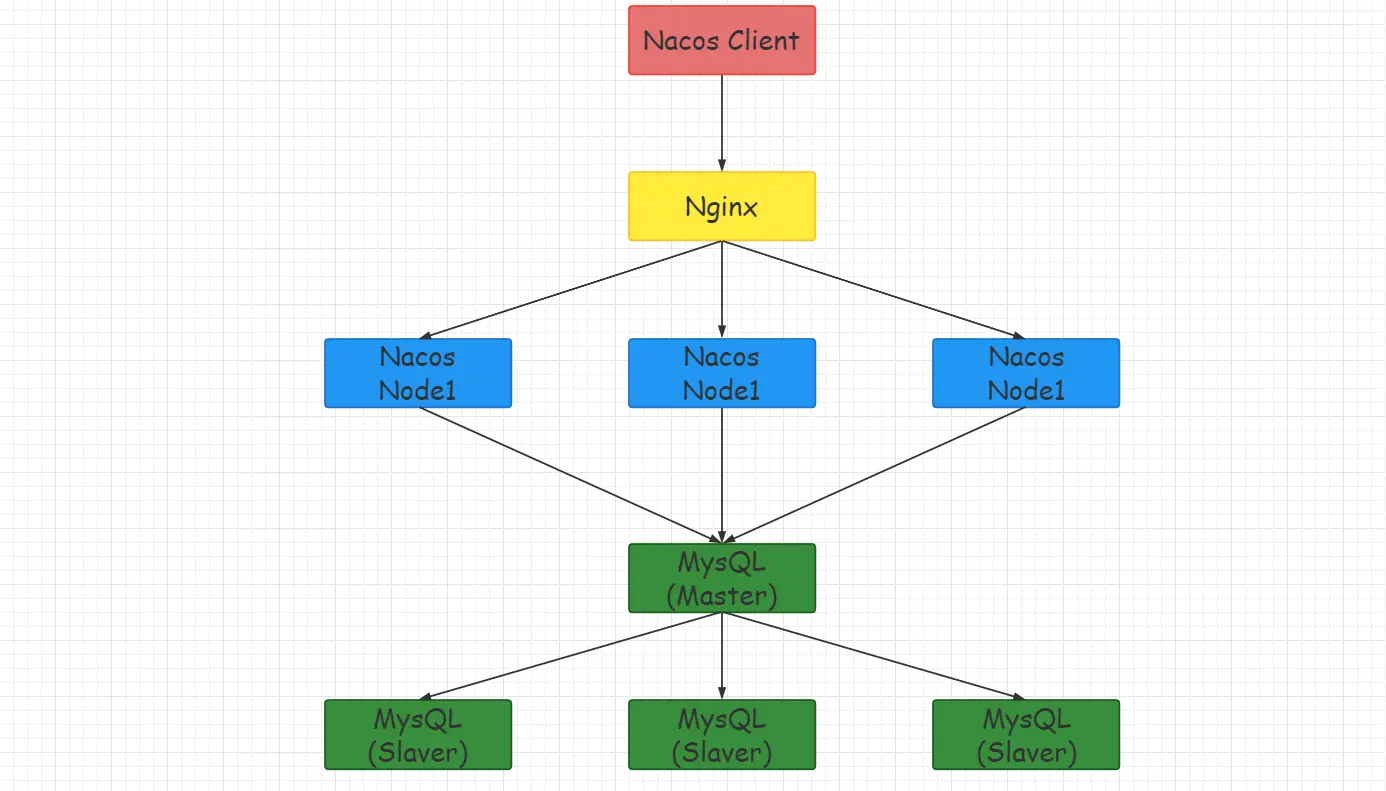 Nacos Client
Nginx
Nacos
Node1
Nacos
Node1
Nacos
Node1
MysQL
(Master)
MysQL
(Slaver)
MysQL
(Slaver)
MysQL
(Slaver)